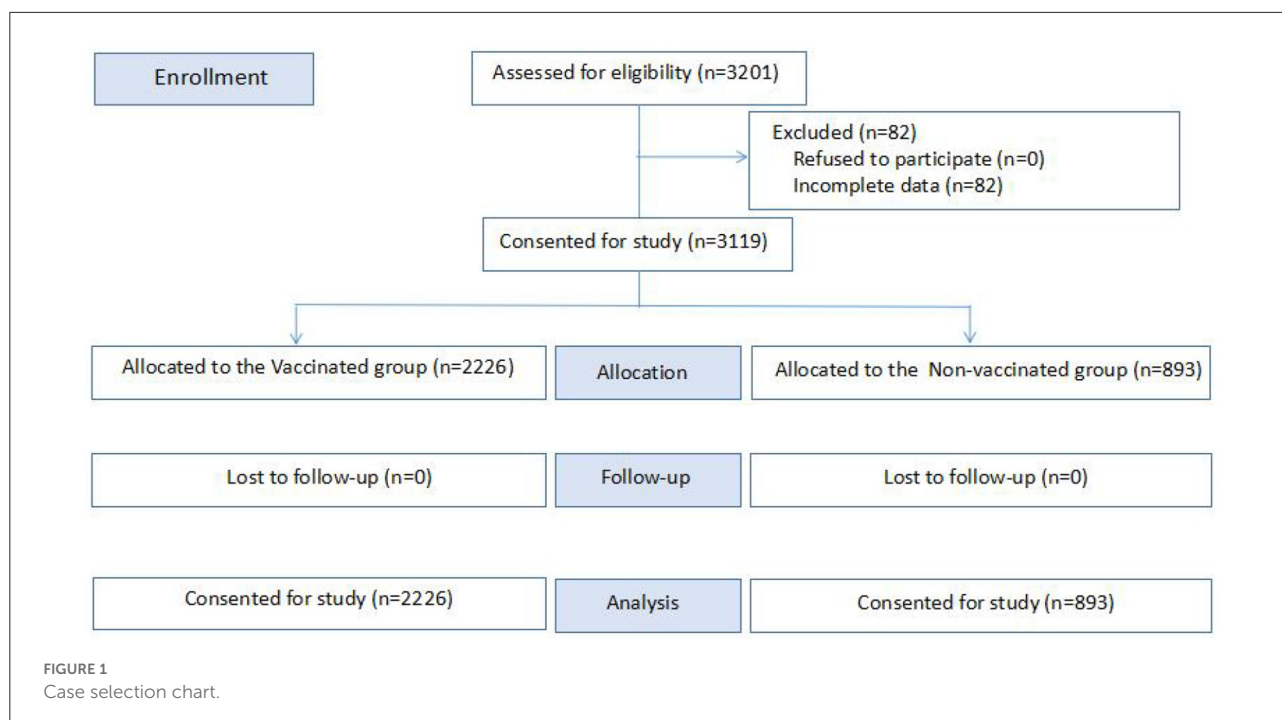 Enrollment
Assessed for eligibility (n=3201)
Excluded (n=82)
Refused to participate (n=0)
Incomplete data (n=82)
Consented for study (n=3119)
Allocated to the Vaccinated group (n=2226)
Allocation
Allocated to the Non-vaccinated group (n=893)
Lost to follow-up (n=0)
Follow-up
Lost to follow-up (n=0)
Consented for study (n=2226)
Analysis
Consented for study (n=893)
FIGURE 1
Case selection chart.